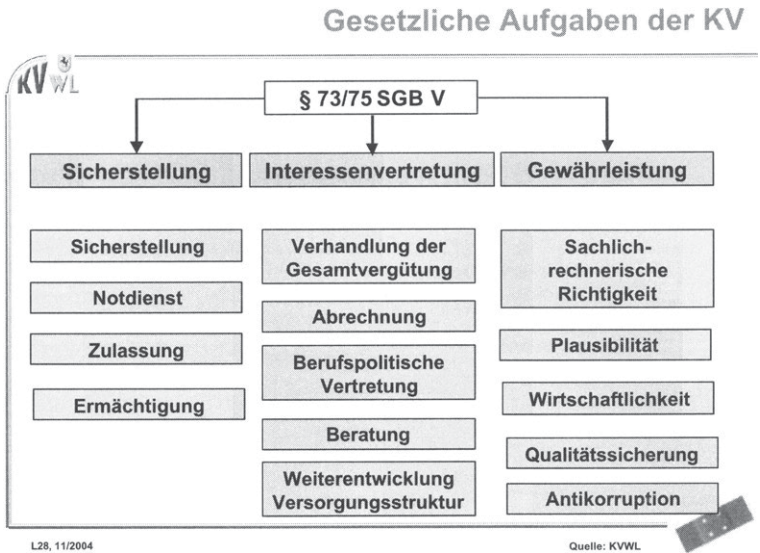 Gesetzliche Aufgaben der KV
KV WL
§ 73/75 SGB V
Sicherstellung
Interessenvertretung
Gewährleistung
Sicherstellung
Notdienst
Zulassung
Ermächtigung
Verhandlung der
Gesamtvergütung
Abrechnung
Berufspolitische
Vertretung
Beratung
Weiterentwicklung
Versorgungsstruktur
Sachlich-
rechnerische
Richtigkeit
Plausibilität
Wirtschaftlichkeit
Qualitätssicherung
Antikorruption
L28, 11/2004
Quelle: KVWL